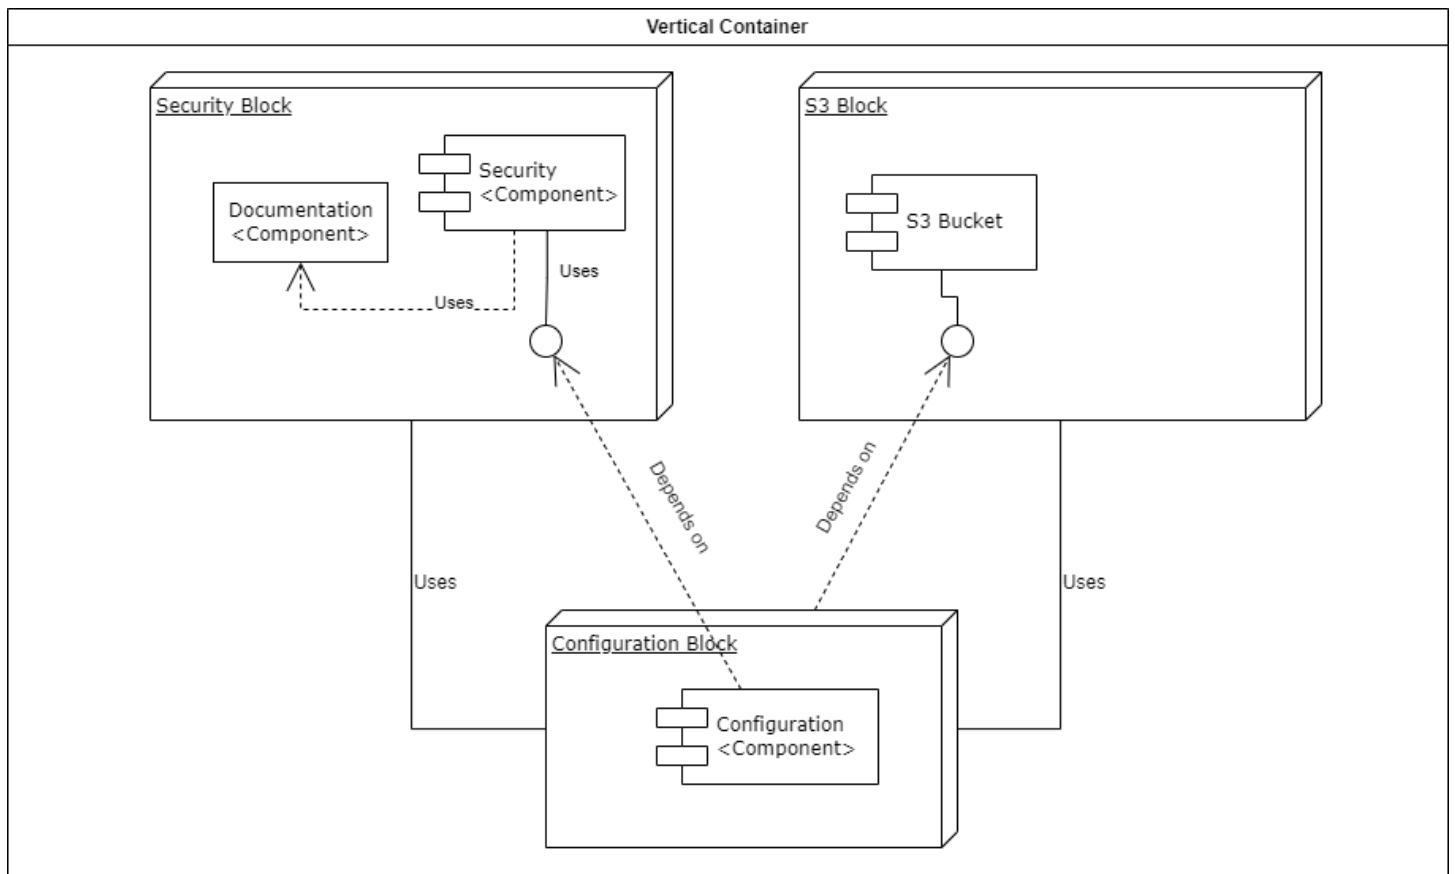 Vertical Container
Security Block
Security
<Component>
Documentation
<Component>
Uses
Uses
S3 Block
S3 Bucket
Depends on
Depends on
Uses
Uses
Configuration Block
Configuration
<Component>